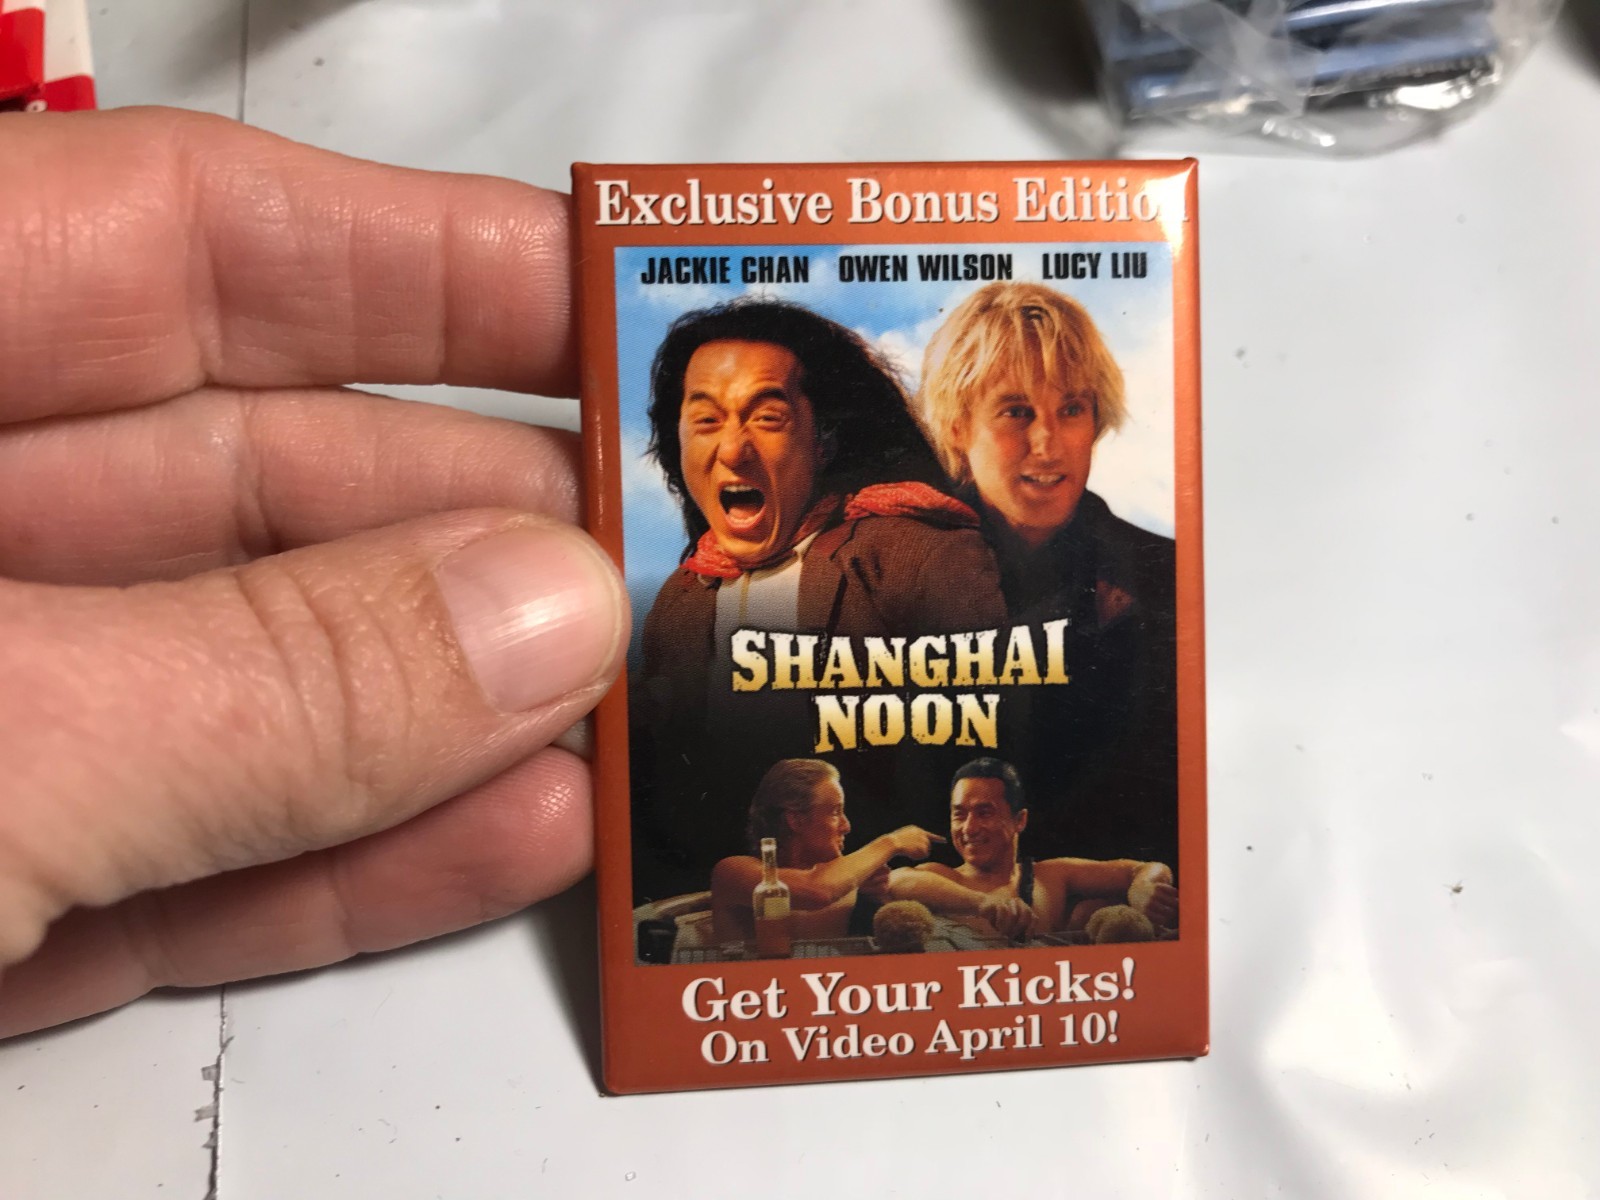 Exclusive Bonus Edition
JACKIE CHAN OWEN WILSON LUCY LIU
SHANGHAI
NOON
Get Your Kicks!
On Video April 10!